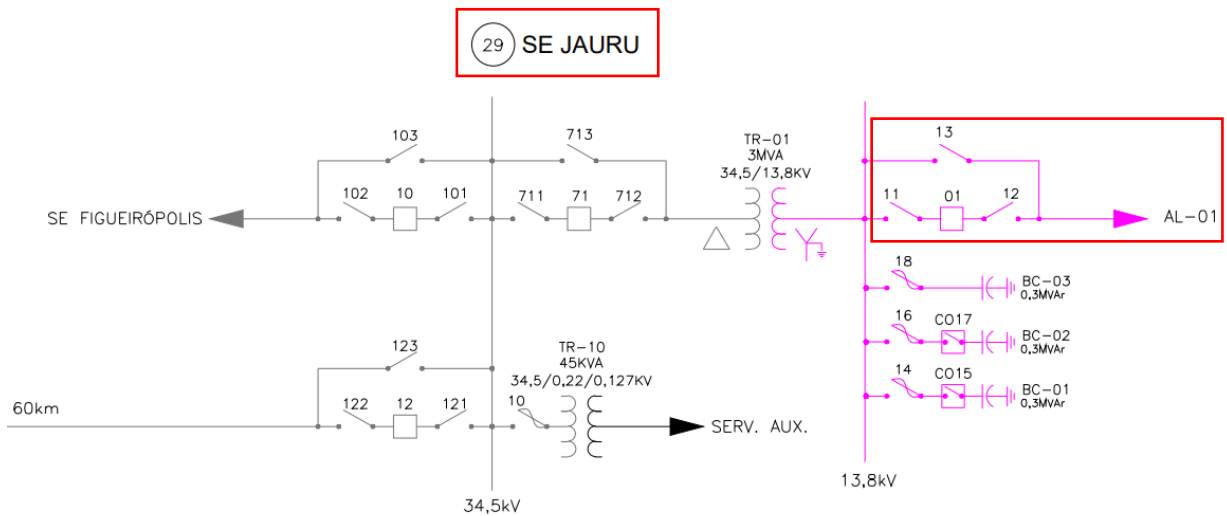 29 SE JAURU
103
713
TR-01
3MVA
34,5/13,8KV
13
102 10 101
711 71 712
11 01 12
SE FIGUEIRÓPOLIS
AL-01
18
BC-03
0,3MVAr
16 CO17
BC-02
0,3MVAr
123
TR-10
45KVA
34,5/0,22/0,127KV
14 CO15
BC-01
0,3MVAr
60km
122 12 121
10
SERV. AUX.
34,5kV
13,8kV